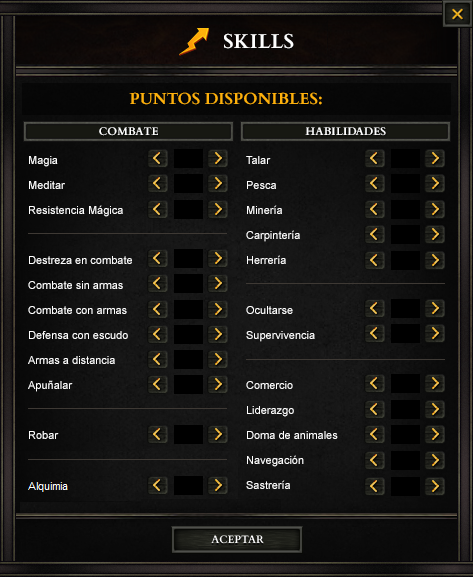 SKILLS
PUNTOS DISPONIBLES:
COMBATE
Magia
Meditar
Resistencia Mágica
Destreza en combate
Combate sin armas
Combate con armas
Defensa con escudo
Armas a distancia
Apuñalar
Robar
Alquimia
HABILIDADES
Talar
Pesca
Minería
Carpintería
Herrería
Ocultarse
Supervivencia
Comercio
Liderazgo
Doma de animales
Navegación
Sastrería
ACEPTAR